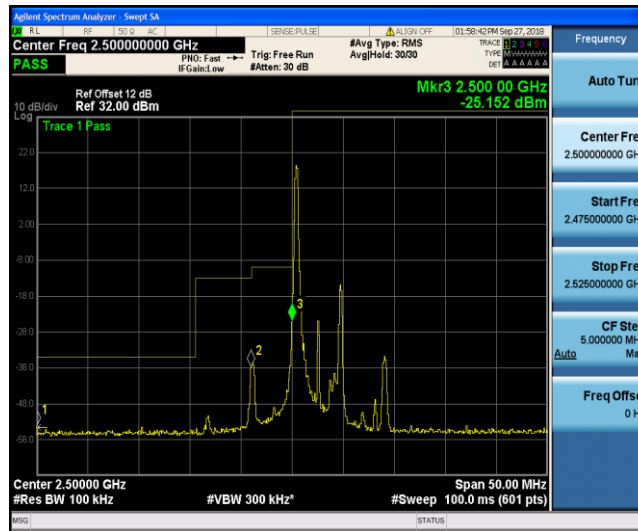 Agilent Spectrum Analyzer - Swept SA
RL RF 50 Ω AC SENSE:PULSE ALIGN OFF 01:58:42 PM Sep 27, 2018
Center Freq 2.500000000 GHz
PASS
PNO: Fast
IFGain:Low
Trig: Free Run
#Atten: 30 dB
#Avg Type: RMS
Avg|Hold: 30/30
TRACE 1 2 3 4 5 6
TYPE M W W W W W
DET A A A A A A
Mkr3 2.500 00 GHz
-25.152 dBm
Ref Offset 12 dB
10 dB/div Ref 32.00 dBm
Log
Trace 1 Pass
22.0
12.0
2.00
-8.00
-18.0
-28.0
-38.0
-48.0
-58.0
1
2
3
Center 2.50000 GHz Span 50.00 MHz
#Res BW 100 kHz #VBW 300 kHz* #Sweep 100.0 ms (601 pts)
MSG STATUS
Frequency
Auto Tun
Center Fre
2.500000000 GH
Start Fre
2.475000000 GH
Stop Fre
2.525000000 GH
CF Ste
5.000000 MH
Auto Ma
Freq Offse
0 H